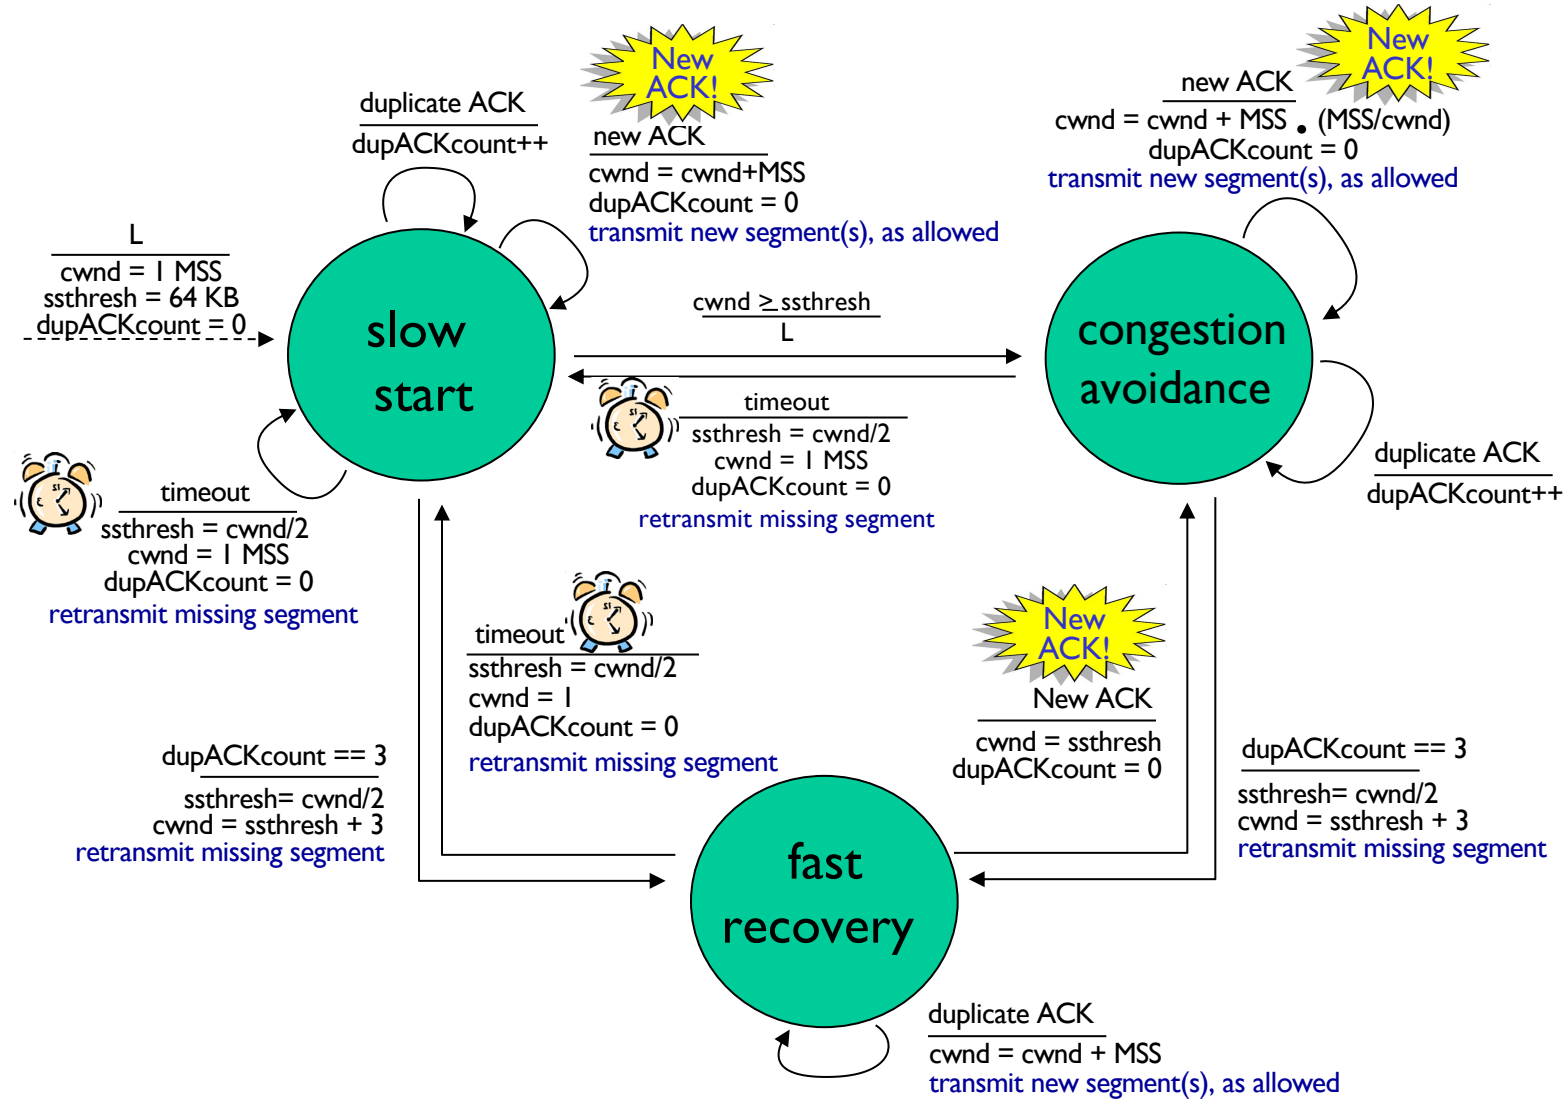 New
ACK!
duplicate ACK
dupACKcount++
new ACK
cwnd = cwnd+MSS
dupACKcount = 0
transmit new segment(s), as allowed
New
ACK!
new ACK
cwnd = cwnd + MSS • (MSS/cwnd)
dupACKcount = 0
transmit new segment(s), as allowed
L
cwnd = 1 MSS
ssthresh = 64 KB
dupACKcount = 0
slow
start
cwnd ≥ ssthresh
L
congestion
avoidance
timeout
ssthresh = cwnd/2
cwnd = 1 MSS
dupACKcount = 0
retransmit missing segment
duplicate ACK
dupACKcount++
timeout
ssthresh = cwnd/2
cwnd = 1 MSS
dupACKcount = 0
retransmit missing segment
timeout
ssthresh = cwnd/2
cwnd = 1
dupACKcount = 0
retransmit missing segment
New
ACK!
New ACK
cwnd = ssthresh
dupACKcount = 0
dupACKcount == 3
ssthresh= cwnd/2
cwnd = ssthresh + 3
retransmit missing segment
dupACKcount == 3
ssthresh= cwnd/2
cwnd = ssthresh + 3
retransmit missing segment
fast
recovery
duplicate ACK
cwnd = cwnd + MSS
transmit new segment(s), as allowed